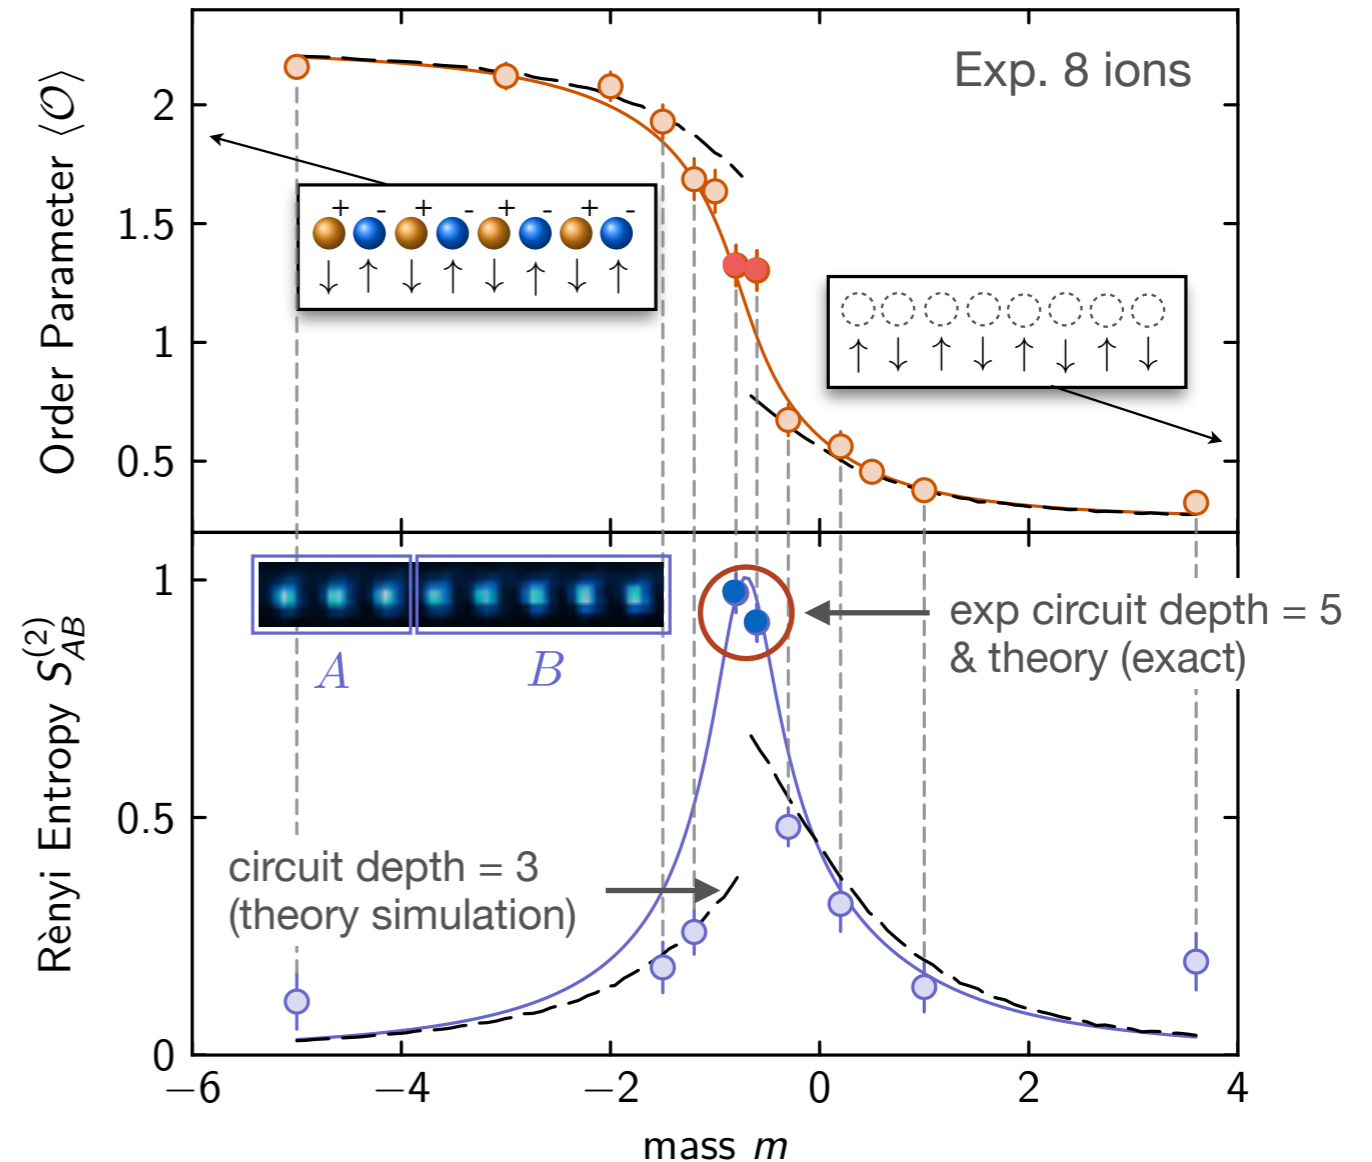 Order Parameter ⟨𝒪⟩
2
1.5
1
0.5
Exp. 8 ions
+ - + - + - + -
↓ ↑ ↓ ↑ ↓ ↑ ↓ ↑
↑ ↓ ↑ ↓ ↑ ↓ ↑ ↓
Rènyi Entropy S_{AB}^{(2)}
1
0.5
0
A B
exp circuit depth = 5
& theory (exact)
circuit depth = 3
(theory simulation)
−6 −4 −2 0 2 4
mass m